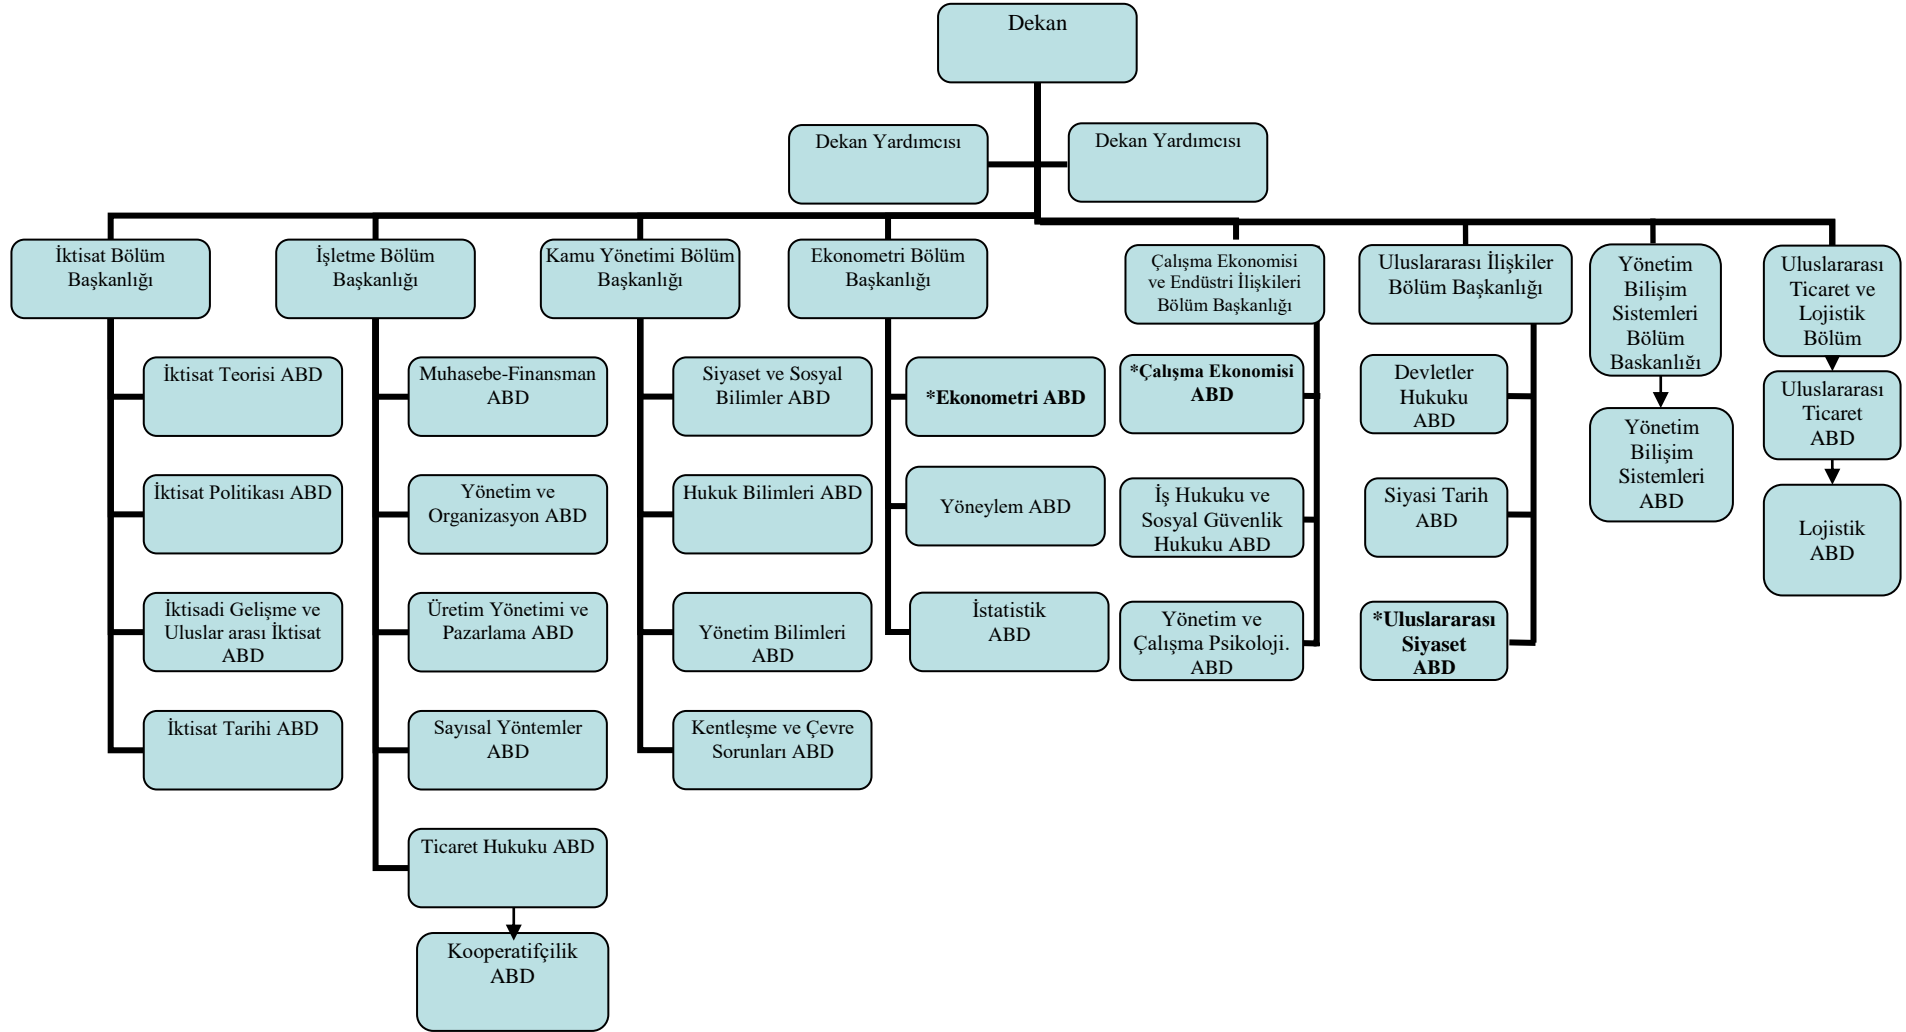 Dekan
Dekan Yardımcısı
Dekan Yardımcısı
İktisat Bölüm
Başkanlığı
İşletme Bölüm
Başkanlığı
Kamu Yönetimi Bölüm
Başkanlığı
Ekonometri Bölüm
Başkanlığı
Çalışma Ekonomisi
ve Endüstri İlişkileri
Bölüm Başkanlığı
Uluslararası İlişkiler
Bölüm Başkanlığı
Yönetim
Bilişim
Sistemleri
Bölüm
Başkanlığı
Uluslararası
Ticaret ve
Lojistik
Bölüm
İktisat Teorisi ABD
İktisat Politikası ABD
İktisadi Gelişme ve
Uluslar arası İktisat
ABD
İktisat Tarihi ABD
Muhasebe-Finansman
ABD
Yönetim ve
Organizasyon ABD
Üretim Yönetimi ve
Pazarlama ABD
Sayısal Yöntemler
ABD
Ticaret Hukuku ABD
Kooperatifçilik
ABD
Siyaset ve Sosyal
Bilimler ABD
Hukuk Bilimleri ABD
Yönetim Bilimleri
ABD
Kentleşme ve Çevre
Sorunları ABD
*Ekonometri ABD
Yöneylem ABD
İstatistik
ABD
*Çalışma Ekonomisi
ABD
İş Hukuku ve
Sosyal Güvenlik
Hukuku ABD
Yönetim ve
Çalışma Psikoloji.
ABD
Devletler
Hukuku
ABD
Siyasi Tarih
ABD
*Uluslararası
Siyaset
ABD
Yönetim
Bilişim
Sistemleri
ABD
Uluslararası
Ticaret
ABD
Lojistik
ABD